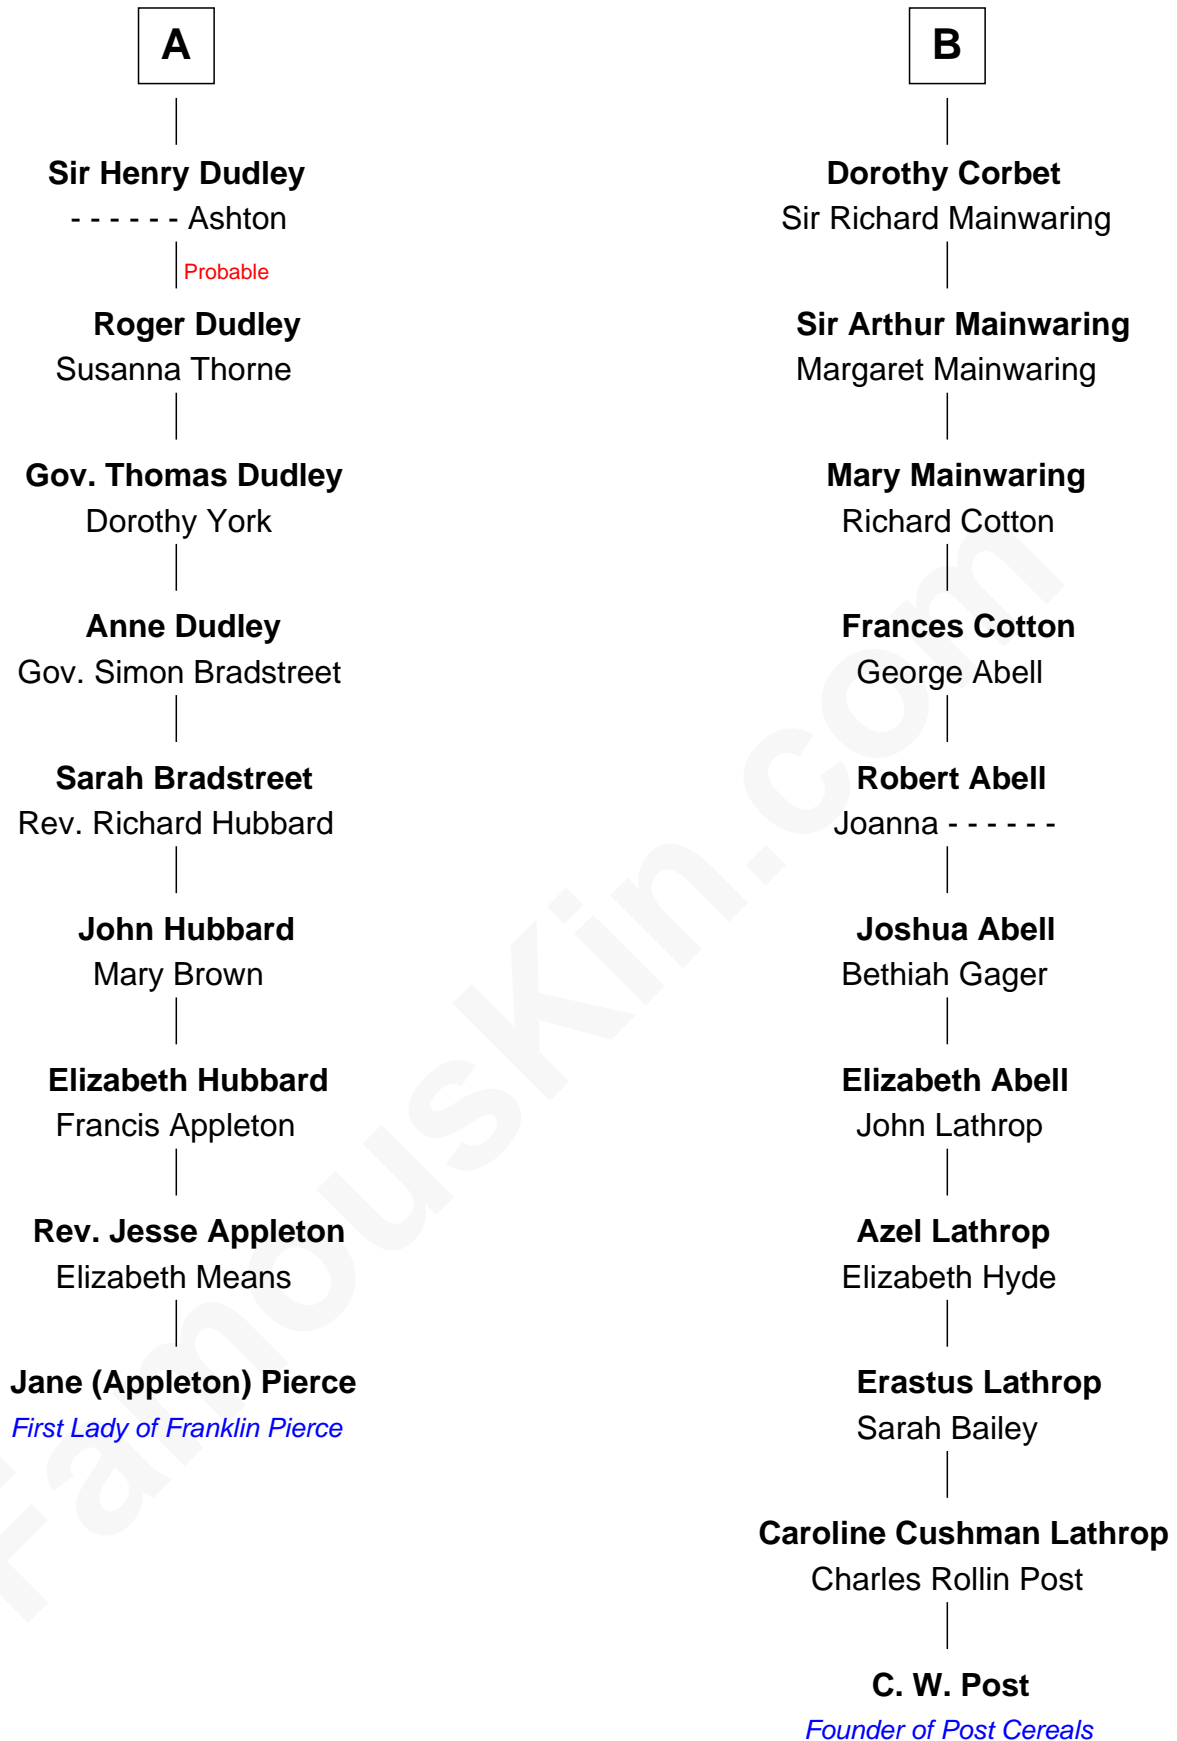 A
Sir Henry Dudley
- - - - - - Ashton
Probable
Roger Dudley
Susanna Thorne
Gov. Thomas Dudley
Dorothy York
Anne Dudley
Gov. Simon Bradstreet
Sarah Bradstreet
Rev. Richard Hubbard
John Hubbard
Mary Brown
Elizabeth Hubbard
Francis Appleton
Rev. Jesse Appleton
Elizabeth Means
Jane (Appleton) Pierce
First Lady of Franklin Pierce
B
Dorothy Corbet
Sir Richard Mainwaring
Sir Arthur Mainwaring
Margaret Mainwaring
Mary Mainwaring
Richard Cotton
Frances Cotton
George Abell
Robert Abell
Joanna - - - - - -
Joshua Abell
Bethiah Gager
Elizabeth Abell
John Lathrop
Azel Lathrop
Elizabeth Hyde
Erastus Lathrop
Sarah Bailey
Caroline Cushman Lathrop
Charles Rollin Post
C. W. Post
Founder of Post Cereals
FamousKin.com